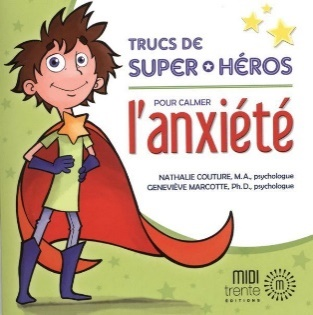 TRUCS DE
SUPER + HÉROS
POUR CALMER
l'anxiété
NATHALIE COUTURE, M.A., psychologue
GENEVIÈVE MARCOTTE, Ph.D., psychologue
MIDI
trente
ÉDITIONS
m